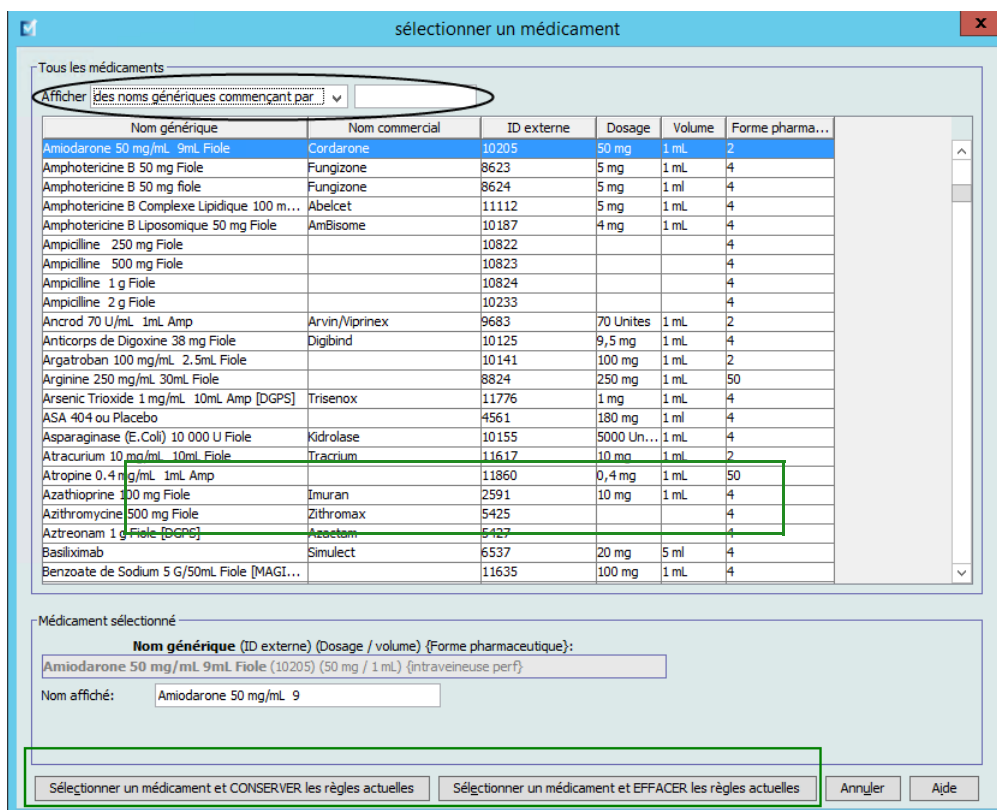 sélectionner un médicament
x
Tous les médicaments
Afficher des noms génériques commençant par
Nom générique Nom commercial ID externe Dosage Volume Forme pharma...
Amiodarone 50 mg/mL 9mL Fiole Cordarone 10205 50 mg 1 mL 2
Amphotericine B 50 mg Fiole Fungizone 8623 5 mg 1 mL 4
Amphotericine B 50 mg fiole Fungizone 8624 5 mg 1 ml 4
Amphotericine B Complexe Lipidique 100 m... Abelcet 11112 5 mg 1 mL 4
Amphotericine B Liposomique 50 mg Fiole AmBisome 10187 4 mg 1 mL 4
Ampicilline 250 mg Fiole 10822 4
Ampicilline 500 mg Fiole 10823 4
Ampicilline 1 g Fiole 10824 4
Ampicilline 2 g Fiole 10233 4
Ancrod 70 U/mL 1mL Amp Arvin/Viprinex 9683 70 Unites 1 mL 2
Anticorps de Digoxine 38 mg Fiole Digibind 10125 9,5 mg 1 mL 4
Argatroban 100 mg/mL 2.5mL Fiole 10141 100 mg 1 mL 2
Arginine 250 mg/mL 30mL Fiole 8824 250 mg 1 mL 50
Arsenic Trioxide 1 mg/mL 10mL Amp [DGPS] Trisenox 11776 1 mg 1 mL 4
ASA 404 ou Placebo 4561 180 mg 1 ml 4
Asparaginase (E.Coli) 10 000 U Fiole Kidrolase 10155 5000 Un... 1 mL 4
Atracurium 10 mg/mL 10mL Fiole Tracrium 11617 10 mg 1 mL 2
Atropine 0.4 mg/mL 1mL Amp 11860 0,4 mg 1 mL 50
Azathioprine 100 mg Fiole Imuran 2591 10 mg 1 mL 4
Azithromycine 500 mg Fiole Zithromax 5425 4
Aztreonam 1 g Fiole [DGPS] Azactam 5427 4
Basiliximab Simulect 6537 20 mg 5 ml 4
Benzoate de Sodium 5 G/50mL Fiole [MAGI... 11635 100 mg 1 mL 4
Médicament sélectionné
Nom générique (ID externe) (Dosage / volume) {Forme pharmaceutique}:
Amiodarone 50 mg/mL 9mL Fiole (10205) (50 mg / 1 mL) {intraveineuse perf}
Nom affiché: Amiodarone 50 mg/mL 9
Sélectionner un médicament et CONSERVER les règles actuelles Sélectionner un médicament et EFFACER les règles actuelles Annuler Aide